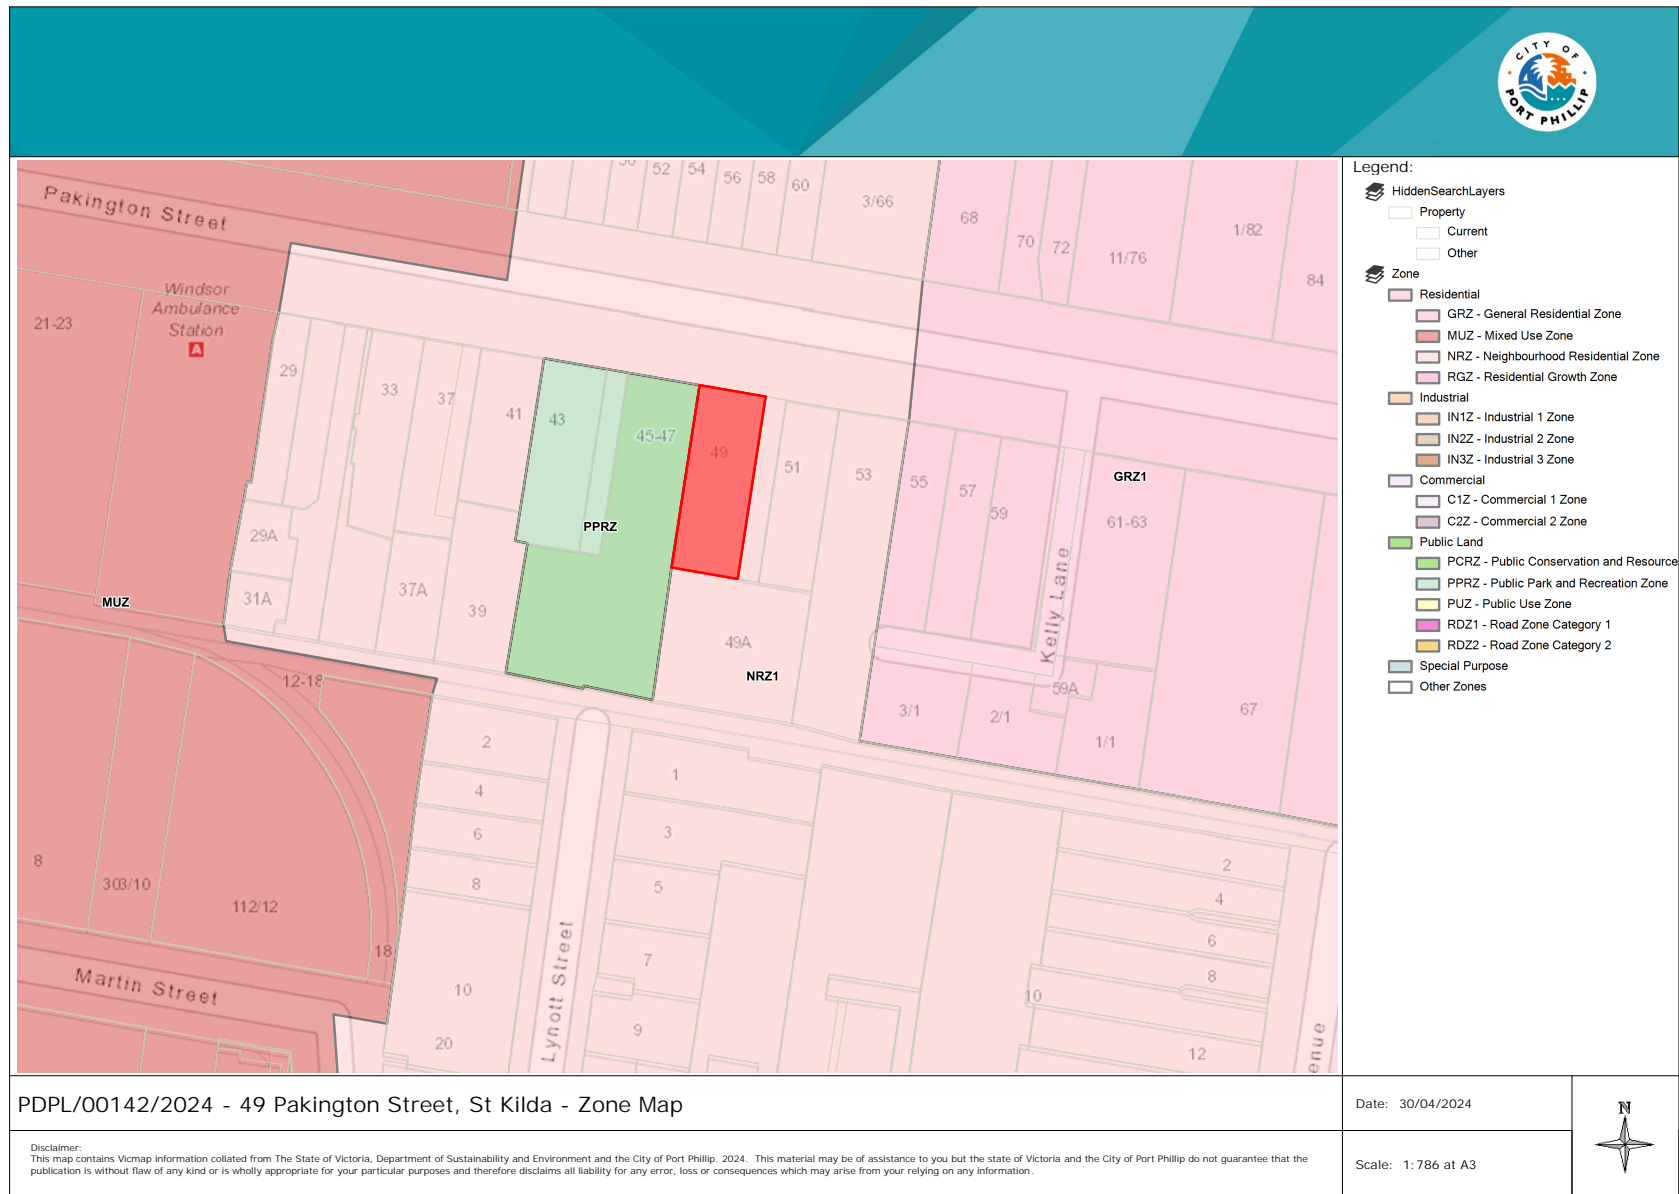 CITY OF
PORT PHILLIP
Legend:
HiddenSearchLayers
Property
Current
Other
Zone
Residential
GRZ - General Residential Zone
MUZ - Mixed Use Zone
NRZ - Neighbourhood Residential Zone
RGZ - Residential Growth Zone
Industrial
IN1Z - Industrial 1 Zone
IN2Z - Industrial 2 Zone
IN3Z - Industrial 3 Zone
Commercial
C1Z - Commercial 1 Zone
C2Z - Commercial 2 Zone
Public Land
PCRZ - Public Conservation and Resource
PPRZ - Public Park and Recreation Zone
PUZ - Public Use Zone
RDZ1 - Road Zone Category 1
RDZ2 - Road Zone Category 2
Special Purpose
Other Zones
52
54
56
58
60
3/66
68
70
72
11/76
1/82
84
Pakington Street
Windsor
Ambulance
Station
A
21-23
29
33
37
41
43
45-47
49
51
53
55
57
59
GRZ1
61-63
PPRZ
29A
31A
37A
39
49A
NRZ1
MUZ
Kelly Lane
59A
3/1
2/1
1/1
67
12-18
2
4
6
8
10
20
1
3
5
7
9
Lynott Street
8
303/10
112/12
18
Martin Street
10
2
4
6
8
12
enue
PDPL/00142/2024 - 49 Pakington Street, St Kilda - Zone Map
Date: 30/04/2024
N
Disclaimer:
This map contains Vicmap information collated from The State of Victoria, Department of Sustainability and Environment and the City of Port Phillip. 2024. This material may be of assistance to you but the state of Victoria and the City of Port Phillip do not guarantee that the
publication is without flaw of any kind or is wholly appropriate for your particular purposes and therefore disclaims all liability for any error, loss or consequences which may arise from your relying on any information.
Scale: 1:786 at A3